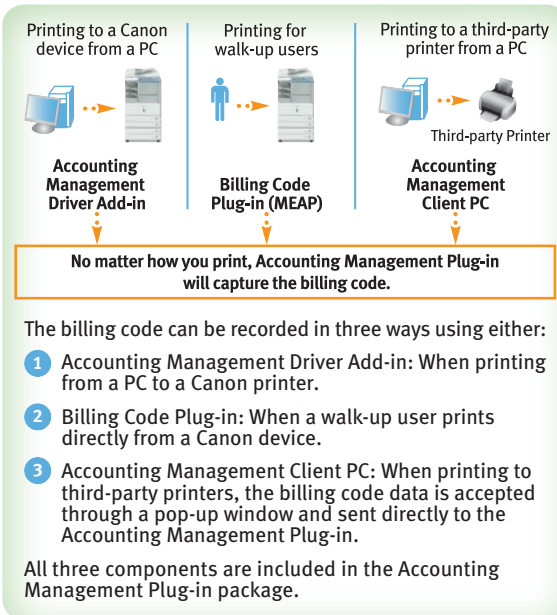 Printing to a Canon
device from a PC
Printing for
walk-up users
Printing to a third-party
printer from a PC
Third-party Printer
Accounting
Management
Driver Add-in
Billing Code
Plug-in (MEAP)
Accounting
Management
Client PC
No matter how you print, Accounting Management Plug-in
will capture the billing code.
The billing code can be recorded in three ways using either:
1 Accounting Management Driver Add-in: When printing
from a PC to a Canon printer.
2 Billing Code Plug-in: When a walk-up user prints
directly from a Canon device.
3 Accounting Management Client PC: When printing to
third-party printers, the billing code data is accepted
through a pop-up window and sent directly to the
Accounting Management Plug-in.
All three components are included in the Accounting
Management Plug-in package.